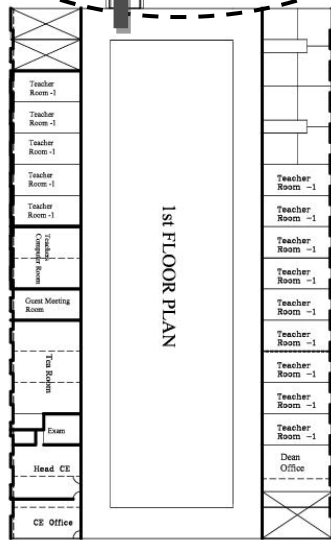 Teacher
Room -1
Teacher
Room -1
Teacher
Room -1
Teacher
Room -1
Teacher
Room -1
Teachers
Computer Room
Guest Meeting
Room
Tea Room
Exam
Head CE
CE Office
1st FLOOR PLAN
Teacher
Room -1
Teacher
Room -1
Teacher
Room -1
Teacher
Room -1
Teacher
Room -1
Teacher
Room -1
Teacher
Room -1
Teacher
Room -1
Teacher
Room -1
Dean
Office